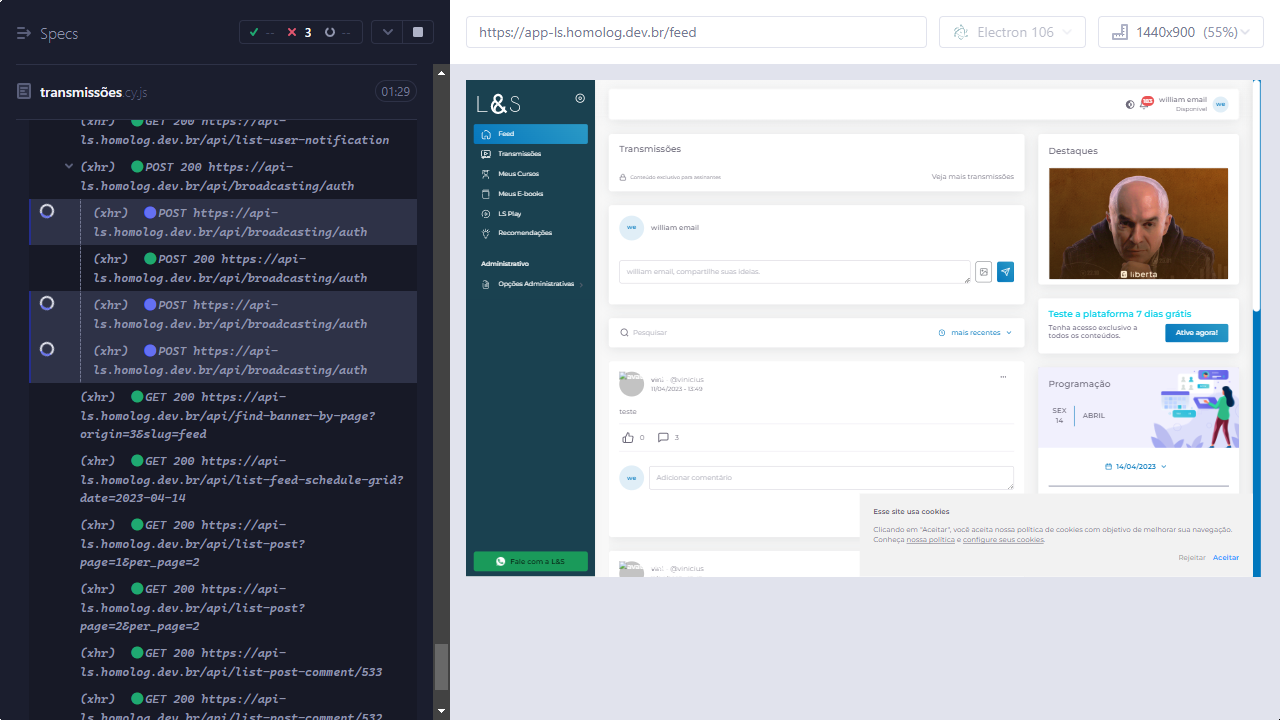 Specs
-- 3 --
transmissões.cy.js
01:29
(xhr) GET 200 https://api-
ls.homolog.dev.br/api/list-user-notification
(xhr) POST 200 https://api-
ls.homolog.dev.br/api/broadcasting/auth
(xhr) POST https://api-
ls.homolog.dev.br/api/broadcasting/auth
(xhr) POST 200 https://api-
ls.homolog.dev.br/api/broadcasting/auth
(xhr) POST https://api-
ls.homolog.dev.br/api/broadcasting/auth
(xhr) POST https://api-
ls.homolog.dev.br/api/broadcasting/auth
(xhr) GET 200 https://api-
ls.homolog.dev.br/api/find-banner-by-page?
origin=3&slug=feed
(xhr) GET 200 https://api-
ls.homolog.dev.br/api/list-feed-schedule-grid?
date=2023-04-14
(xhr) GET 200 https://api-
ls.homolog.dev.br/api/list-post?
page=1&per_page=2
(xhr) GET 200 https://api-
ls.homolog.dev.br/api/list-post?
page=2&per_page=2
(xhr) GET 200 https://api-
ls.homolog.dev.br/api/list-post-comment/533
(xhr) GET 200 https://api-
ls.homolog.dev.br/api/list-post-comment/532
https://app-ls.homolog.dev.br/feed
Electron 106
1440x900 (55%)
L&S
Feed
Transmissões
Meus Cursos
Meus E-books
LS Play
Recomendações
Administrativo
Opções Administrativas
Fale com a L&S
183
william email
Disponível
we
Transmissões
Conteúdo exclusivo para assinantes
Veja mais transmissões
we
william email
william email, compartilhe suas ideias.
Pesquisar
mais recentes
@vinicius
11/04/2023 - 13:49
teste
0
3
we
Adicionar comentário
@vinicius
Destaques
liberta
Teste a plataforma 7 dias grátis
Tenha acesso exclusivo a
todos os conteúdos.
Ative agora!
Programação
SEX
14
ABRIL
14/04/2023
Esse site usa cookies
Clicando em "Aceitar", você aceita nossa política de cookies com objetivo de melhorar sua navegação.
Conheça nossa política e configure seus cookies.
Rejeitar
Aceitar